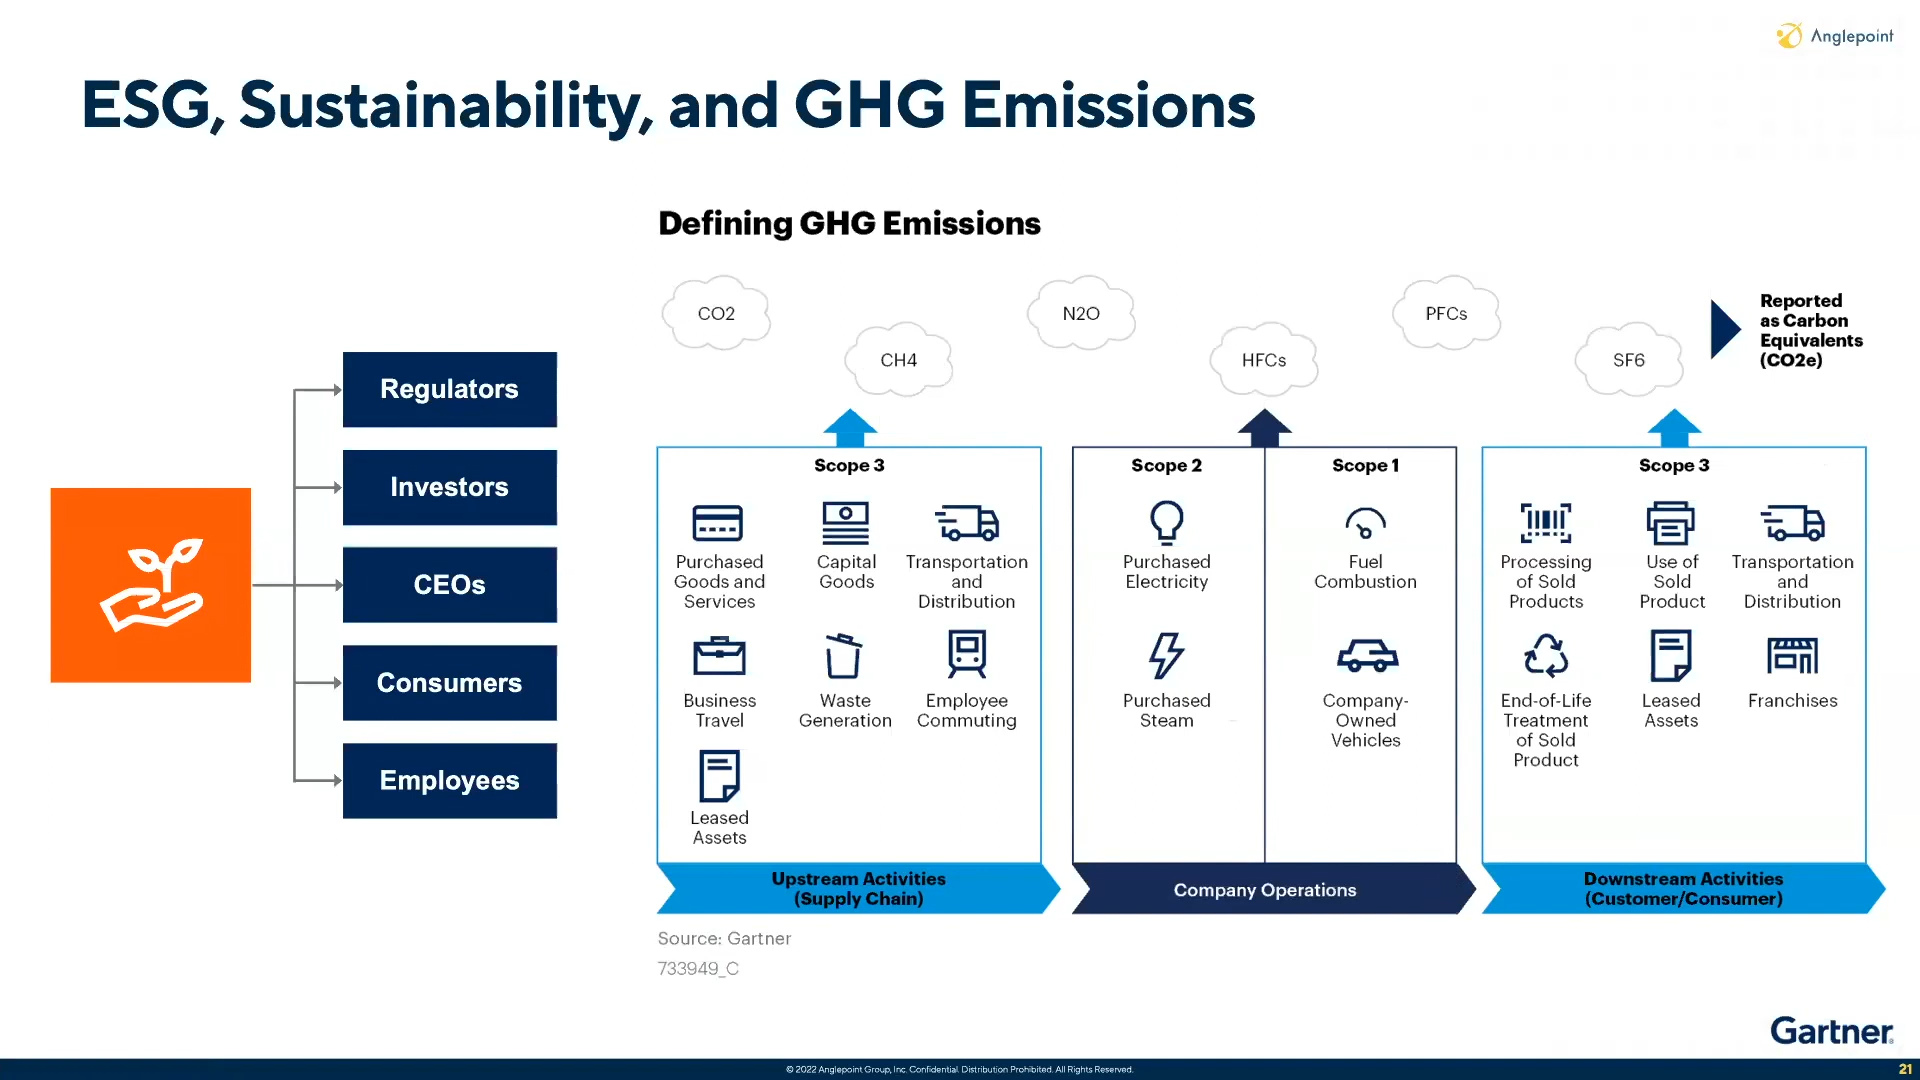 Anglepoint
ESG, Sustainability, and GHG Emissions
Regulators
Investors
CEOs
Consumers
Employees
Defining GHG Emissions
CO2
CH4
N2O
HFCs
PFCs
SF6
Reported
as Carbon
Equivalents
(CO2e)
Scope 3
Purchased
Goods and
Services
Capital
Goods
Transportation
and
Distribution
Business
Travel
Waste
Generation
Employee
Commuting
Leased
Assets
Upstream Activities
(Supply Chain)
Scope 2
Purchased
Electricity
Purchased
Steam
Scope 1
Fuel
Combustion
Company-
Owned
Vehicles
Company Operations
Scope 3
Processing
of Sold
Products
Use of
Sold
Product
Transportation
and
Distribution
End-of-Life
Treatment
of Sold
Product
Leased
Assets
Franchises
Downstream Activities
(Customer/Consumer)
Source: Gartner
733949_C
Gartner®
© 2022 Anglepoint Group, Inc. Confidential. Distribution Prohibited. All Rights Reserved.
21